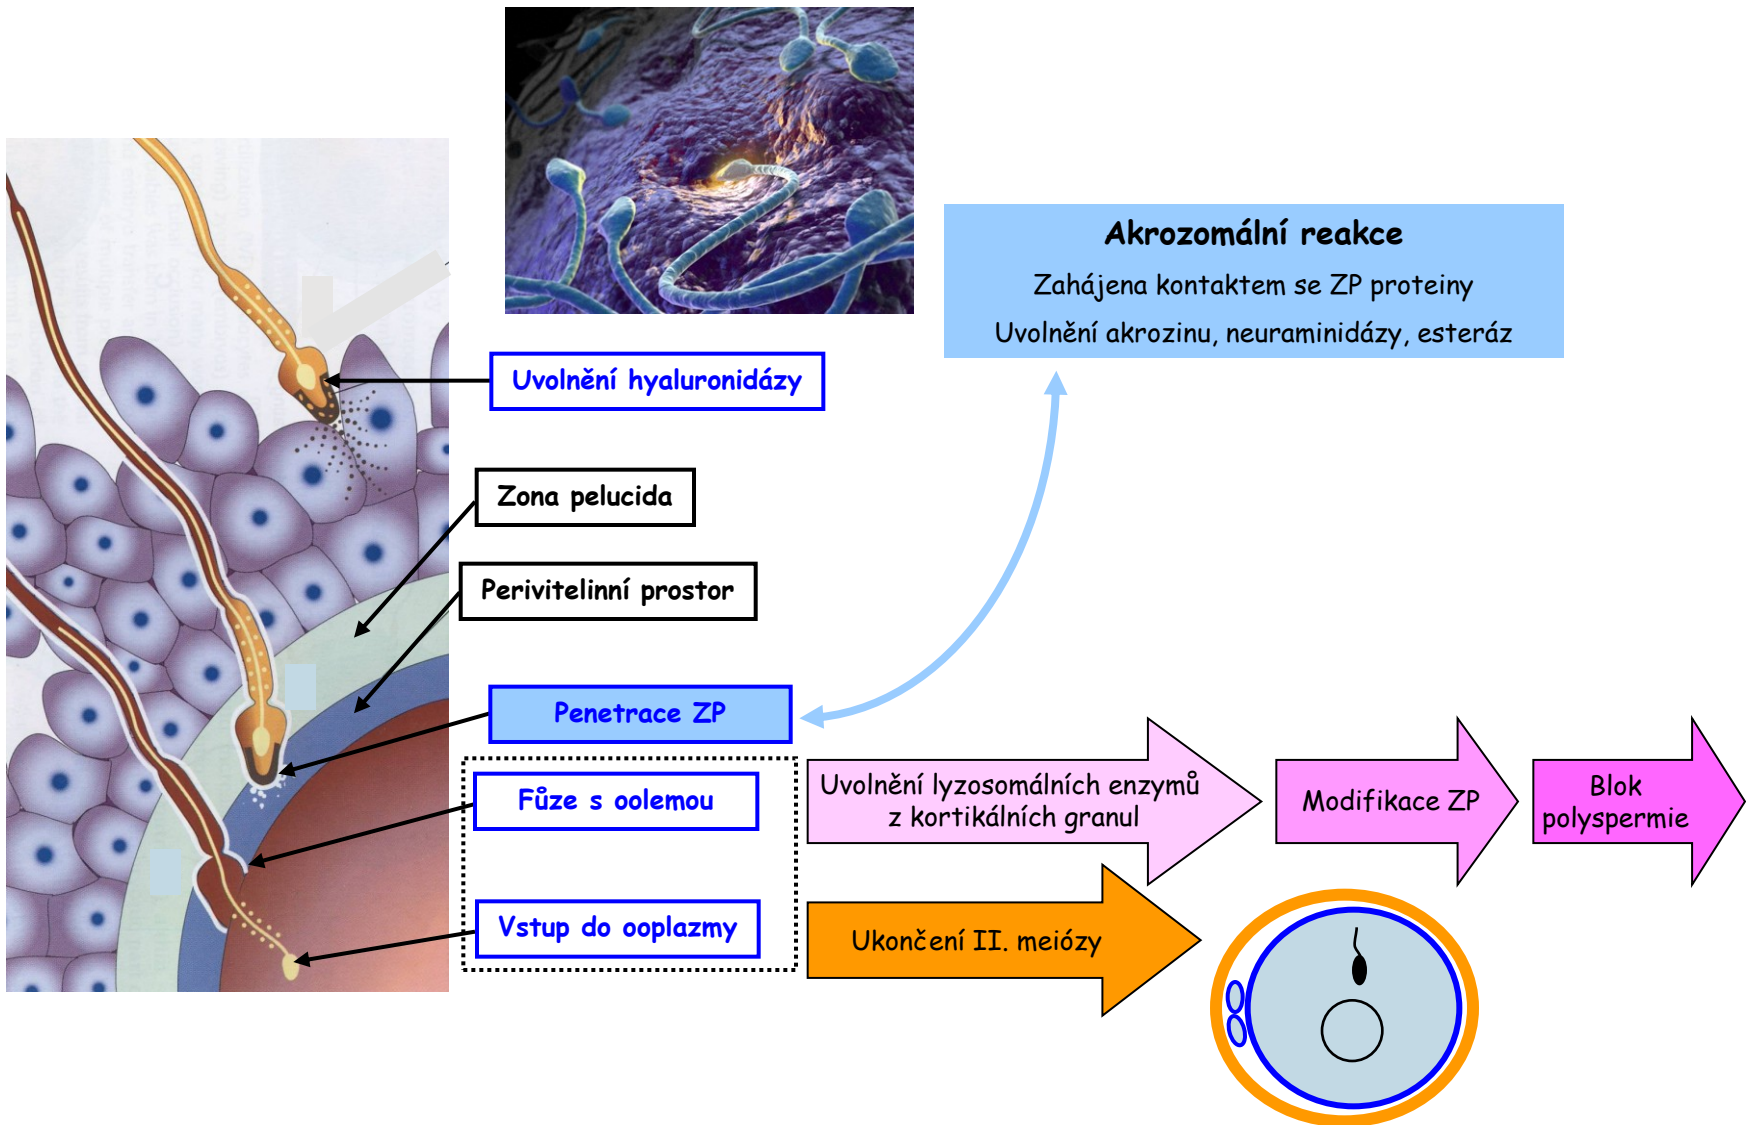 Akrozomální reakce
Zahájena kontaktem se ZP proteiny
Uvolnění akrozinu, neuraminidázy, esteráz
Uvolnění hyaluronidázy
Zona pelucida
Perivitelinní prostor
Penetrace ZP
Fůze s oolemou
Vstup do ooplazmy
Uvolnění lyzosomálních enzymů
z kortikálních granul
Modifikace ZP
Blok
polyspermie
Ukončení II. meiózy